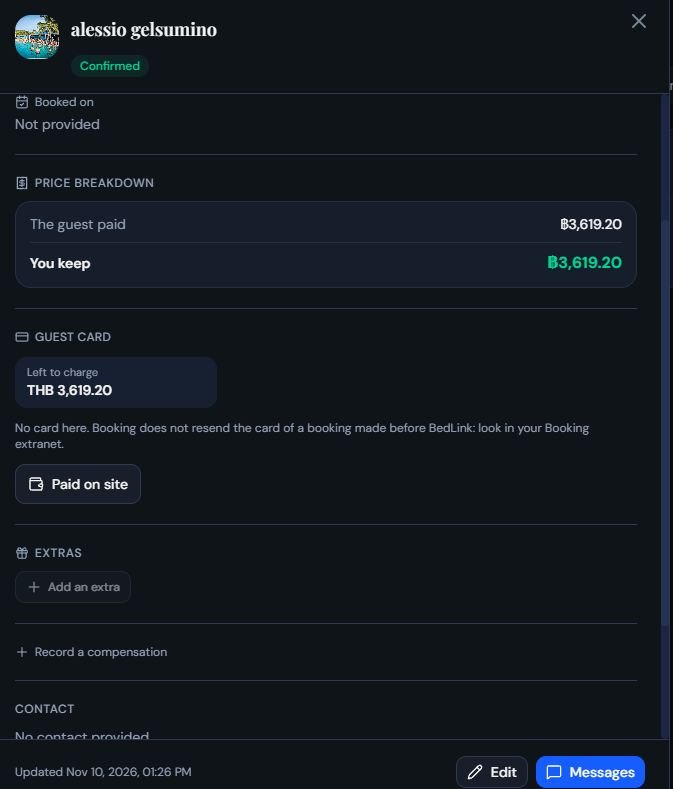 alessio gelsumino
Confirmed
Booked on
Not provided
PRICE BREAKDOWN
The guest paid ฿3,619.20
You keep ฿3,619.20
GUEST CARD
Left to charge
THB 3,619.20
No card here. Booking does not resend the card of a booking made before BedLink: look in your Booking
extranet.
Paid on site
EXTRAS
+ Add an extra
+ Record a compensation
CONTACT
No contact provided
Updated Nov 10, 2026, 01:26 PM
Edit
Messages